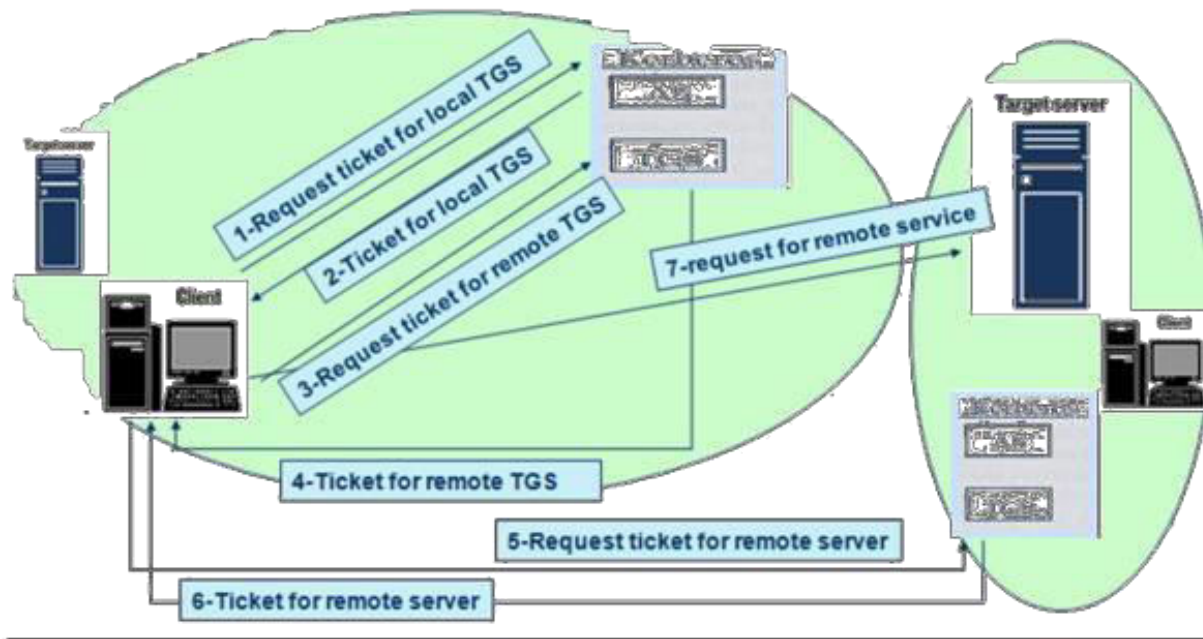 Target server
Client
1-Request ticket for local TGS
2-Ticket for local TGS
3-Request ticket for remote TGS
7-request for remote service
Target server
Client
4-Ticket for remote TGS
5-Request ticket for remote server
6-Ticket for remote server